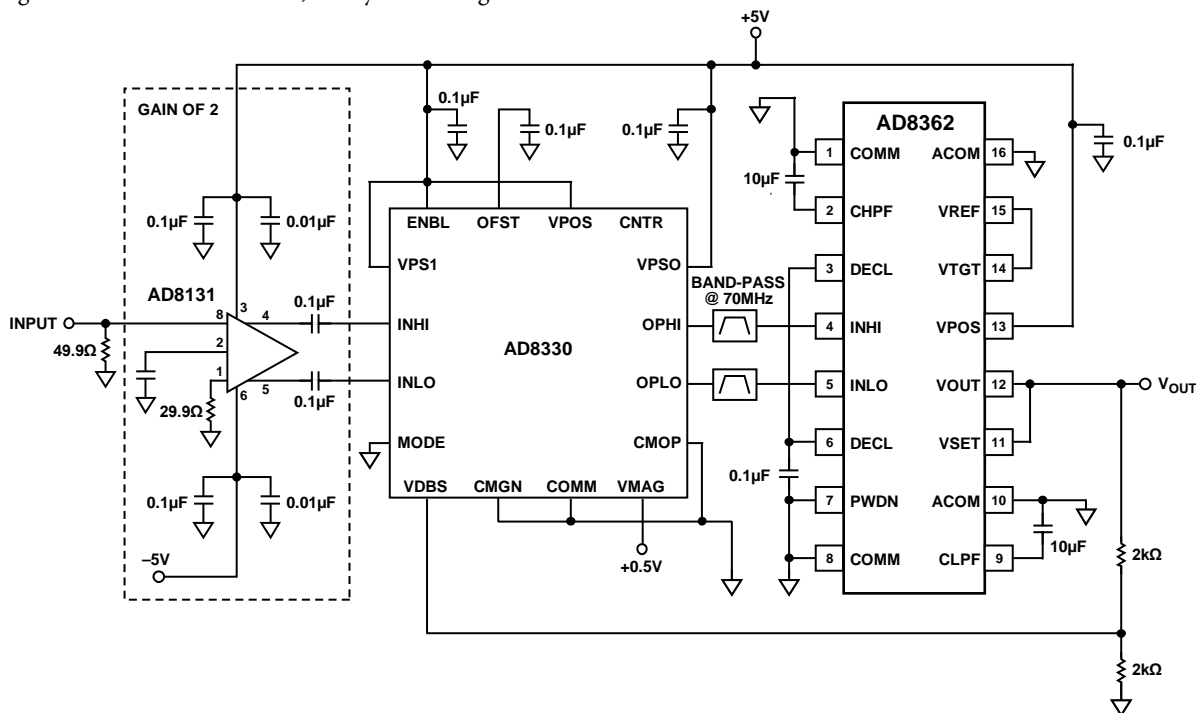 +5V
GAIN OF 2
0.1µF
0.01µF
AD8131
INPUT
49.9Ω
8
2
1
3
4
5
6
29.9Ω
0.1µF
0.1µF
0.1µF
0.01µF
–5V
0.1µF
0.1µF
0.1µF
ENBL
OFST
VPOS
CNTR
VPS1
VPSO
INHI
OPHI
AD8330
INLO
OPLO
MODE
CMOP
VDBS
CMGN
COMM
VMAG
+0.5V
BAND-PASS
@ 70MHz
10µF
0.1µF
AD8362
1 COMM ACOM 16
2 CHPF VREF 15
3 DECL VTGT 14
4 INHI VPOS 13
5 INLO VOUT 12
6 DECL VSET 11
7 PWDN ACOM 10
8 COMM CLPF 9
0.1µF
VOUT
10µF
2kΩ
2kΩ